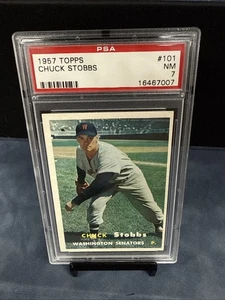 PSA
1957 TOPPS #101
CHUCK STOBBS NM
7
16467007
W
CHUCK Stobbs
WASHINGTON SENATORS P.